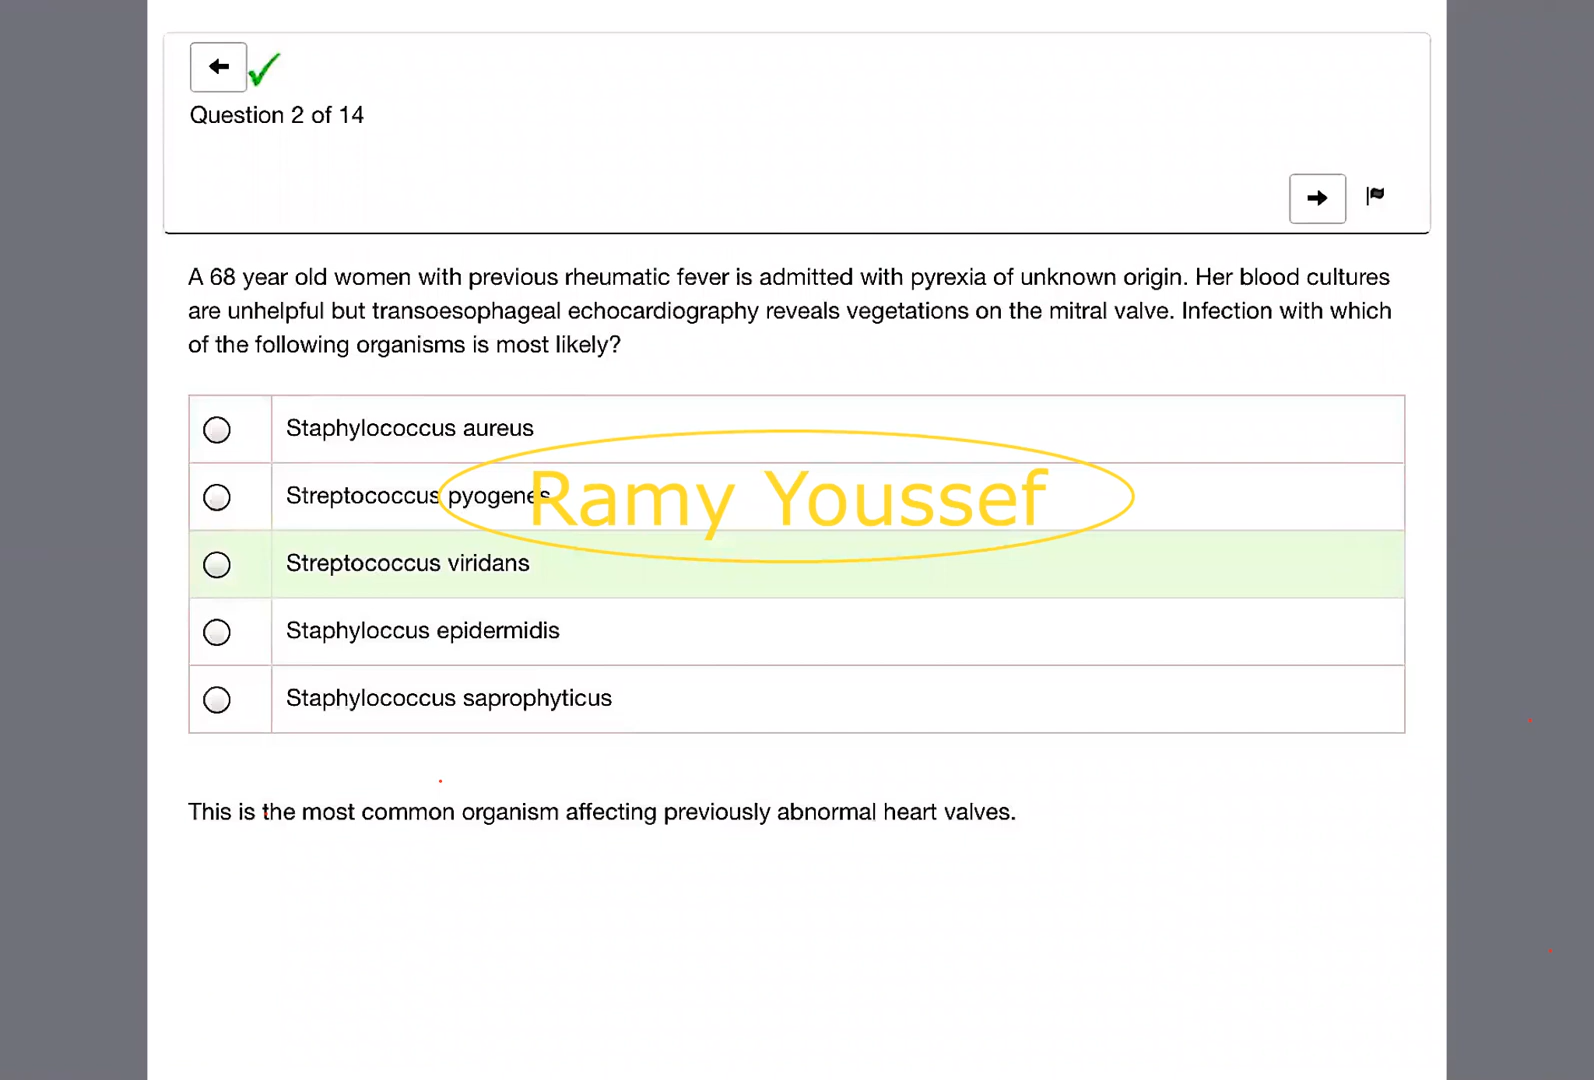 Question 2 of 14
A 68 year old women with previous rheumatic fever is admitted with pyrexia of unknown origin. Her blood cultures
are unhelpful but transoesophageal echocardiography reveals vegetations on the mitral valve. Infection with which
of the following organisms is most likely?
Staphylococcus aureus
Streptococcus pyogenes
Ramy Youssef
Streptococcus viridans
Staphyloccus epidermidis
Staphylococcus saprophyticus
This is the most common organism affecting previously abnormal heart valves.